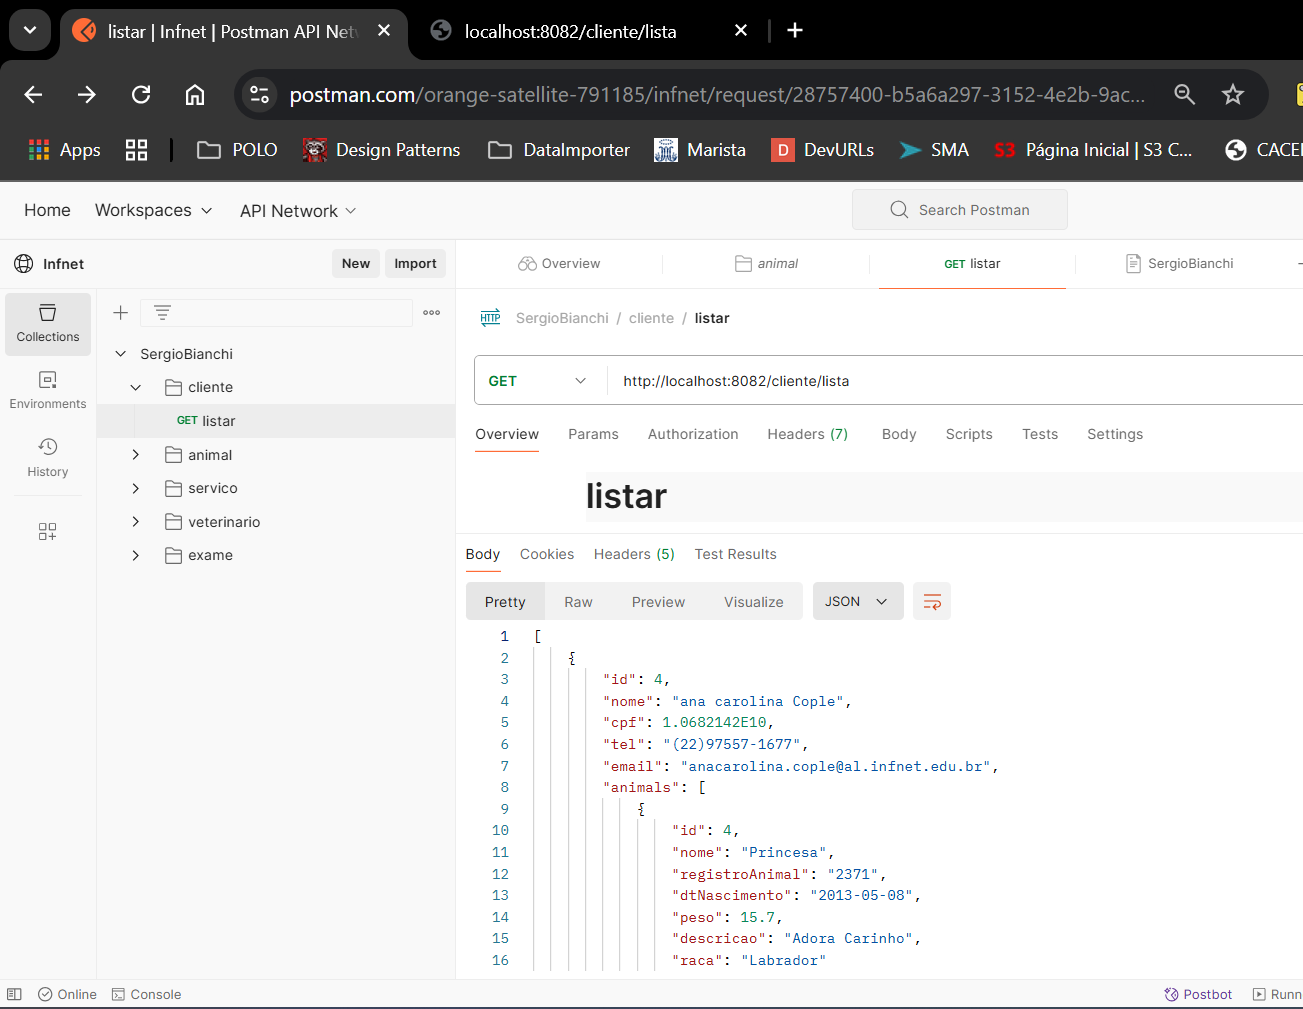 listar | Infnet | Postman API Net
localhost:8082/cliente/lista
postman.com/orange-satellite-791185/infnet/request/28757400-b5a6a297-3152-4e2b-9ac...
Apps POLO Design Patterns DataImporter Marista D DevURLs SMA S3 Página Inicial | S3 C... CACE
Home Workspaces API Network Search Postman
Infnet New Import Overview animal GET listar SergioBianchi
Collections
Environments
History
SergioBianchi
cliente
GET listar
animal
servico
veterinario
exame
HTTP SergioBianchi / cliente / listar
GET http://localhost:8082/cliente/lista
Overview Params Authorization Headers (7) Body Scripts Tests Settings
listar
Body Cookies Headers (5) Test Results
Pretty Raw Preview Visualize JSON
1 [
2 {
3 "id": 4,
4 "nome": "ana carolina Cople",
5 "cpf": 1.0682142E10,
6 "tel": "(22)97557-1677",
7 "email": "anacarolina.cople@al.infnet.edu.br",
8 "animals": [
9 {
10 "id": 4,
11 "nome": "Princesa",
12 "registroAnimal": "2371",
13 "dtNascimento": "2013-05-08",
14 "peso": 15.7,
15 "descricao": "Adora Carinho",
16 "raca": "Labrador"
Online Console Postbot Runn